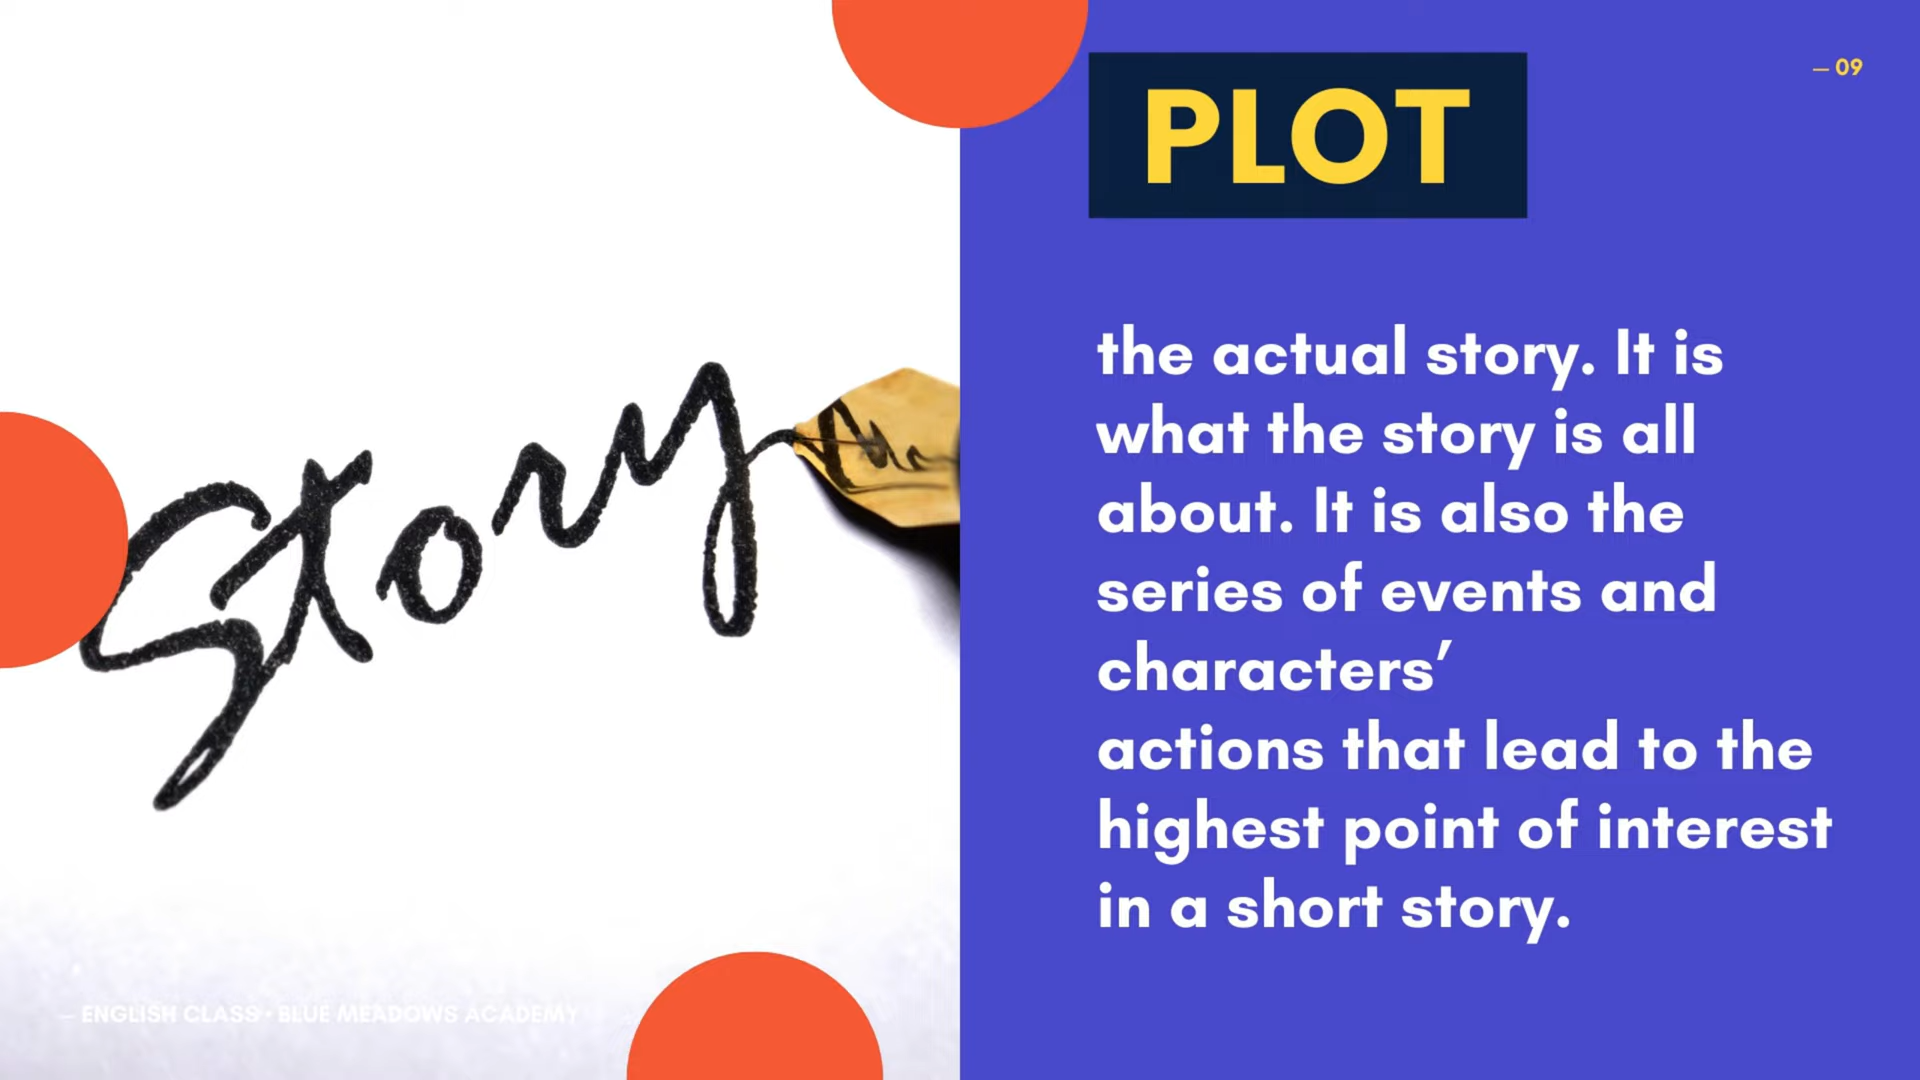 PLOT
— 09
the actual story. It is
what the story is all
about. It is also the
series of events and
characters’
actions that lead to the
highest point of interest
in a short story.
Story
— ENGLISH CLASS • BLUE MEADOWS ACADEMY